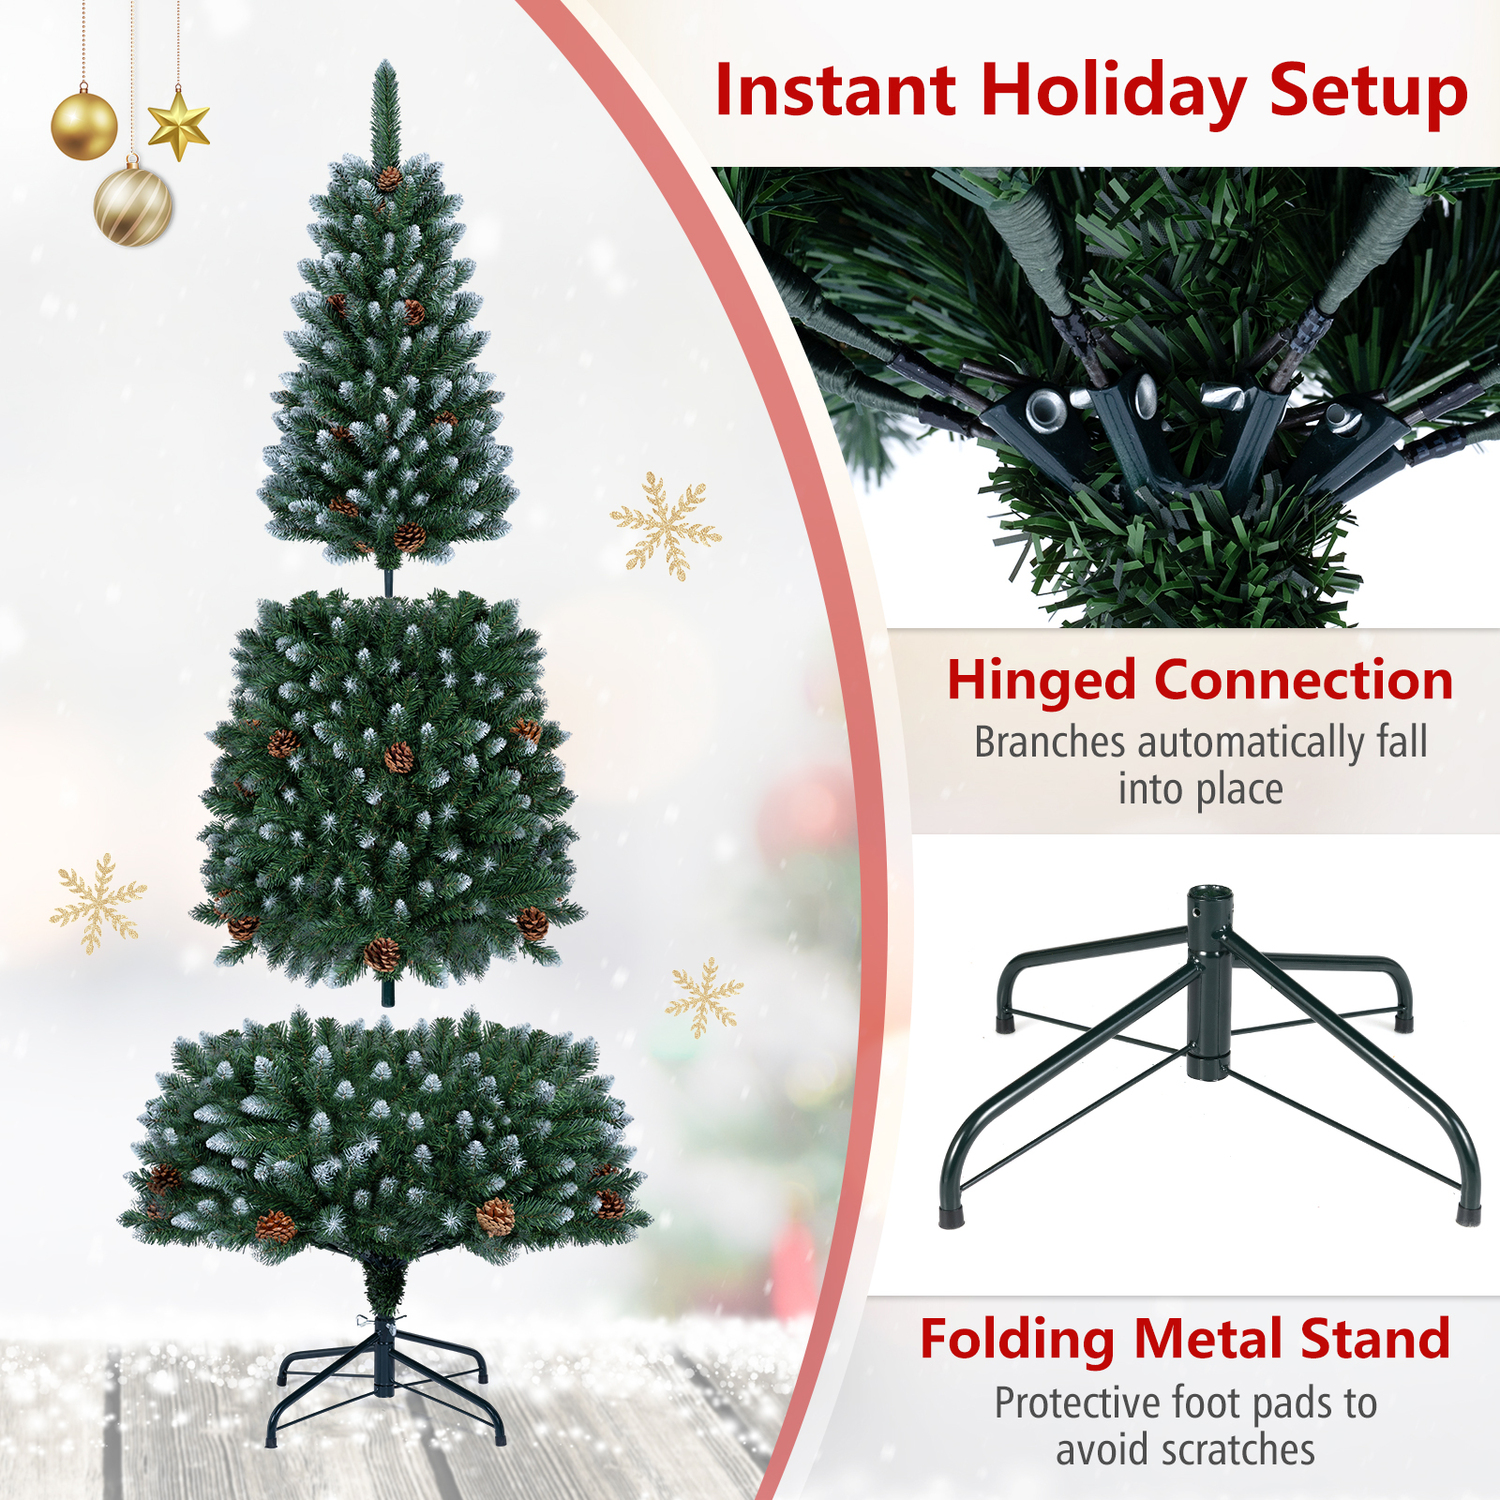 Instant Holiday Setup
Hinged Connection
Branches automatically fall
into place
Folding Metal Stand
Protective foot pads to
avoid scratches